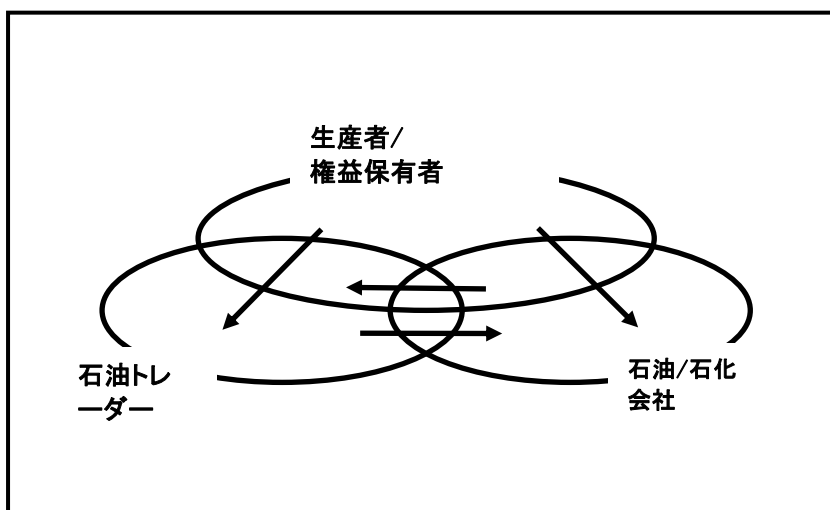 生産者/
権益保有者
石油トレ
ーダー
石油/石化
会社